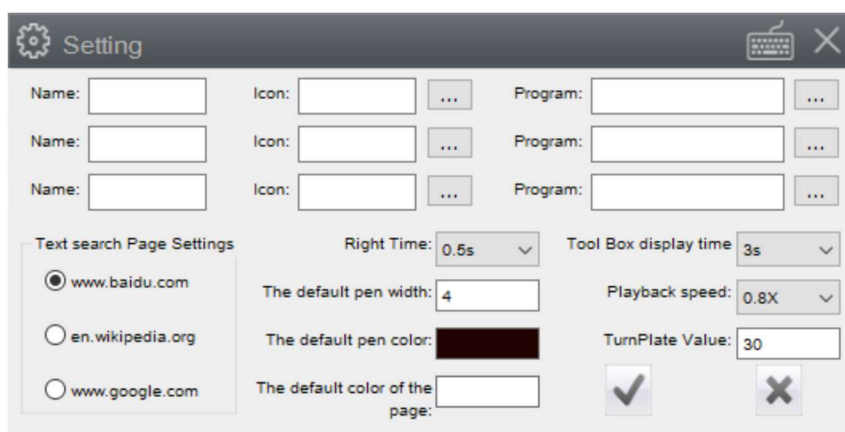 Setting
Name: Icon: ... Program: ...
Name: Icon: ... Program: ...
Name: Icon: ... Program: ...
Text search Page Settings Right Time: 0.5s Tool Box display time 3s
www.baidu.com
The default pen width: 4 Playback speed: 0.8X
en.wikipedia.org The default pen color: TurnPlate Value: 30
www.google.com The default color of the
page: